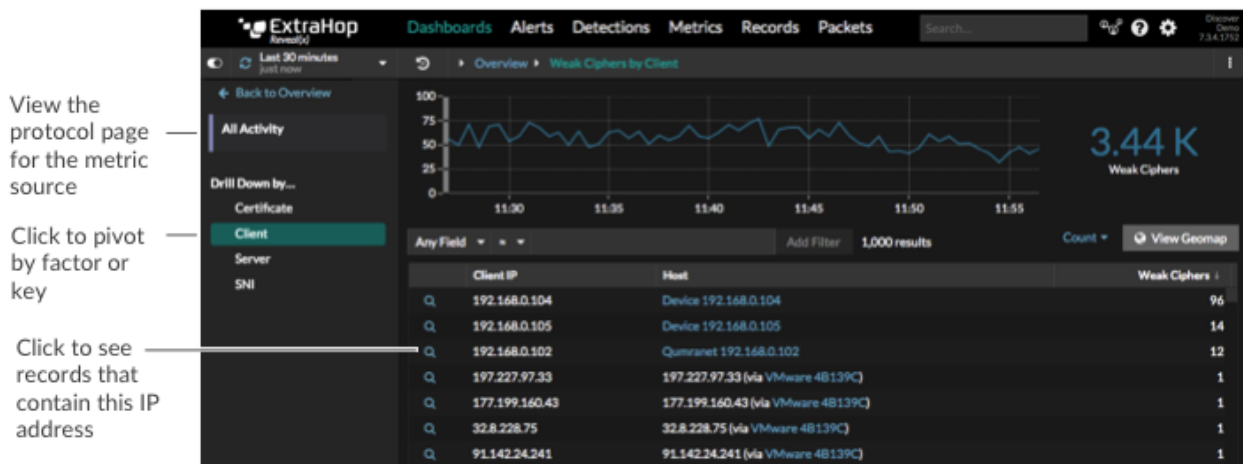 ExtraHop
Reveal(x)
Dashboards Alerts Detections Metrics Records Packets Search...
Discover
Demo
7.3.4.1752
Last 30 minutes
just now
Overview Weak Ciphers by Client
Back to Overview
View the
protocol page
for the metric
source
All Activity
Drill Down by...
Certificate
Client
Server
SNI
Click to pivot
by factor or
key
Click to see
records that
contain this IP
address
100
75
50
25
0
11:30 11:35 11:40 11:45 11:50 11:55
3.44 K
Weak Ciphers
Any Field ≈ Add Filter 1,000 results Count View Geomap
Client IP Host Weak Ciphers ↓
192.168.0.104 Device 192.168.0.104 96
192.168.0.105 Device 192.168.0.105 14
192.168.0.102 Qumranet 192.168.0.102 12
197.227.97.33 197.227.97.33 (via VMware 4B139C) 1
177.199.160.43 177.199.160.43 (via VMware 4B139C) 1
32.8.228.75 32.8.228.75 (via VMware 4B139C) 1
91.142.24.241 91.142.24.241 (via VMware 4B139C) 1